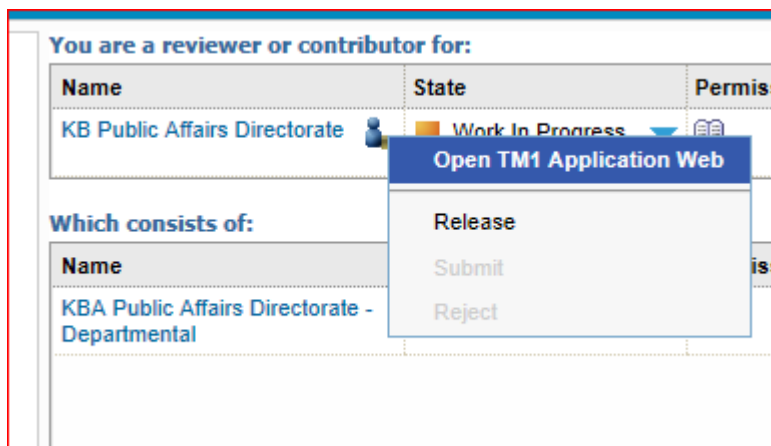 You are a reviewer or contributor for:
Name State Permis
KB Public Affairs Directorate Work In Progress
Open TM1 Application Web
Release
Submit
Reject
Which consists of:
Name is
KBA Public Affairs Directorate -
Departmental